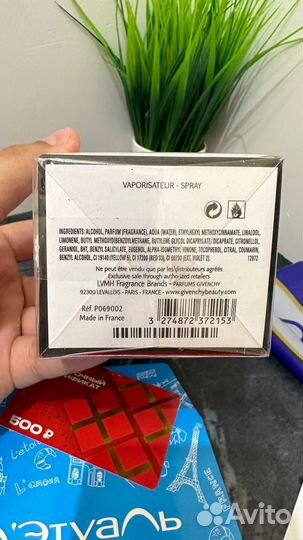 VAPORISATEUR - SPRAY
INGREDIENTS: ALCOHOL, PARFUM (FRAGRANCE), AQUA (WATER), ETHYLHEXYL METHOXYCINNAMATE, LINALOOL,
LIMONENE, BUTYL METHOXYDIBENZOYLMETHANE, BUTYLENE GLYCOL DICAPRYLATE/DICAPRATE, CITRONELLOL,
GERANIOL, BHT, BENZYL SALICYLATE, EUGENOL, ALPHA-ISOMETHYL IONONE, TOCOPHEROL, CITRAL, COUMARIN,
BENZYL ALCOHOL, CI 19140 (YELLOW 5), CI 17200 (RED 33), CI 60730 (EXT. VIOLET 2).
Ne peut être vendu que par les distributeurs agréés
Exclusive sale through authorized retailers
LVMH Fragrance Brands - PARFUMS GIVENCHY
92300 LEVALLOIS - PARIS - FRANCE - www.givenchybeauty.com
Réf. P069002
Made in France
3 274872 372153
500 ₽
FRANCE
Л'ЭТУАЛЬ
Avito